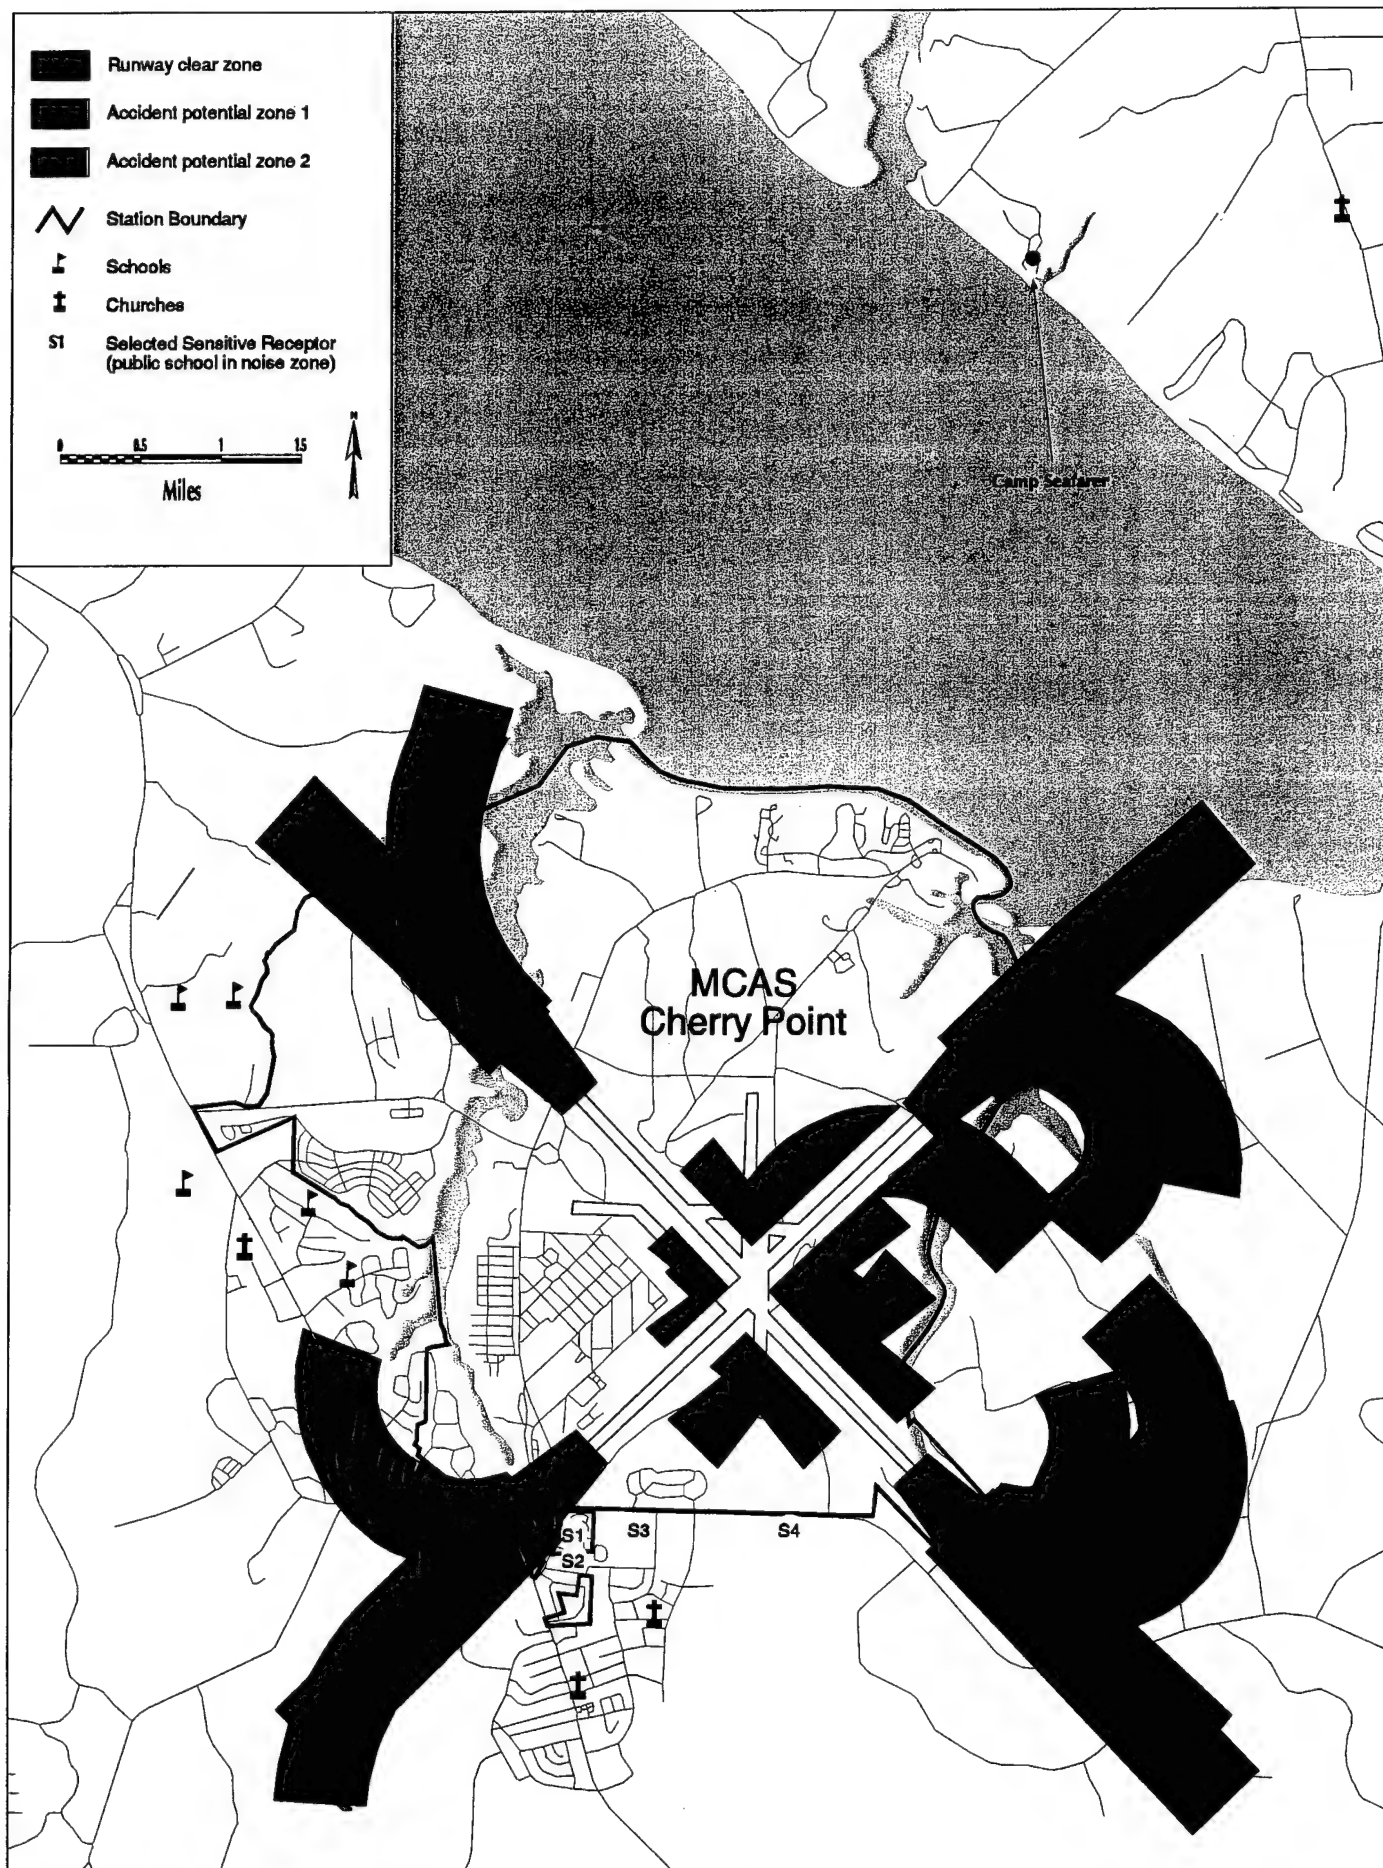 Runway clear zone
Accident potential zone 1
Accident potential zone 2
Station Boundary
Schools
Churches
S1 Selected Sensitive Receptor
(public school in noise zone)
N
0 0.5 1 1.5
Miles
Camp Seafarer
MCAS
Cherry Point
S1 S3 S4
S2